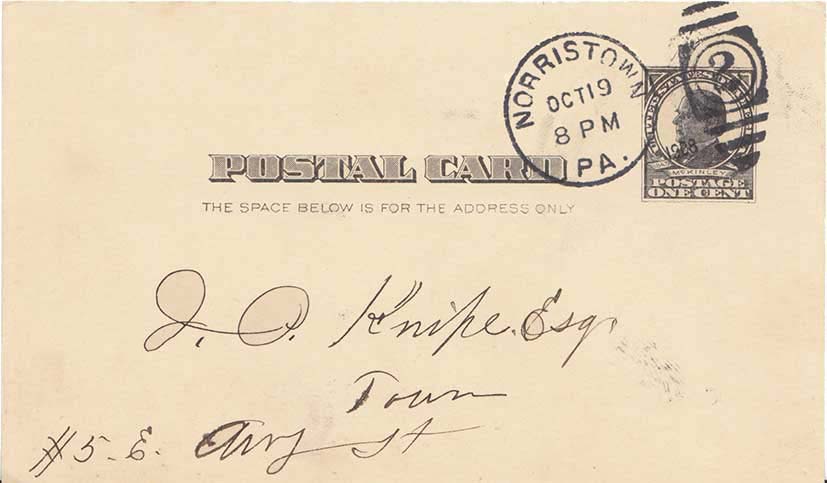 NORRISTOWN
OCT 19
8 PM
PA.
2
McKINLEY
POSTAGE
ONE CENT
POSTAL CARD
THE SPACE BELOW IS FOR THE ADDRESS ONLY
J. O. Knipe. Esq.
Town
#5. E. Airy St